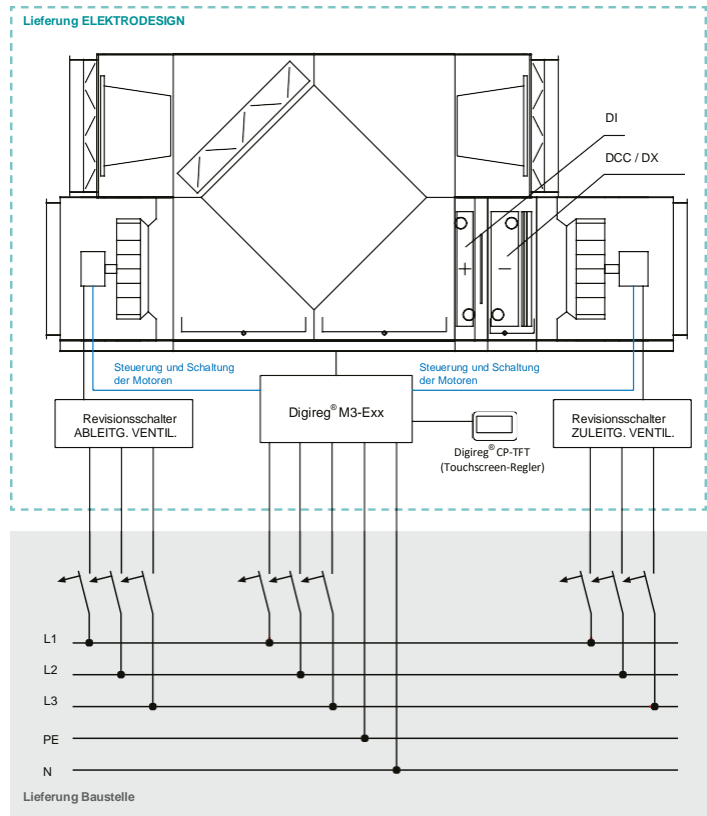 Lieferung ELEKTRODESIGN
DI
DCC / DX
+
−
Steuerung und Schaltung
der Motoren
Steuerung und Schaltung
der Motoren
Revisionsschalter
ABLEITG. VENTIL.
Digireg® M3-Exx
Revisionsschalter
ZULEITG. VENTIL.
Digireg® CP-TFT
(Touchscreen-Regler)
L1
L2
L3
PE
N
Lieferung Baustelle